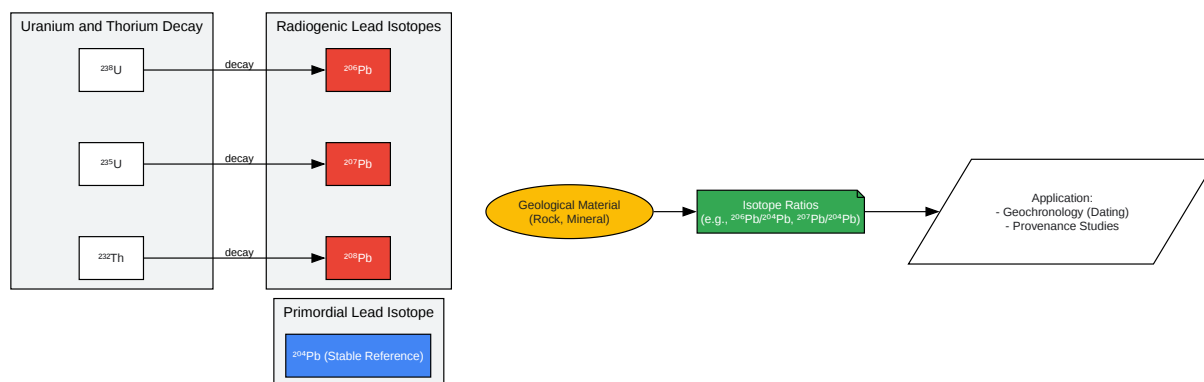 Uranium and Thorium Decay
Radiogenic Lead Isotopes
²³⁸U
decay
²⁰⁶Pb
²³⁵U
decay
²⁰⁷Pb
²³²Th
decay
²⁰⁸Pb
Primordial Lead Isotope
²⁰⁴Pb (Stable Reference)
Geological Material
(Rock, Mineral)
Isotope Ratios
(e.g., ²⁰⁶Pb/²⁰⁴Pb, ²⁰⁷Pb/²⁰⁴Pb)
Application:
- Geochronology (Dating)
- Provenance Studies